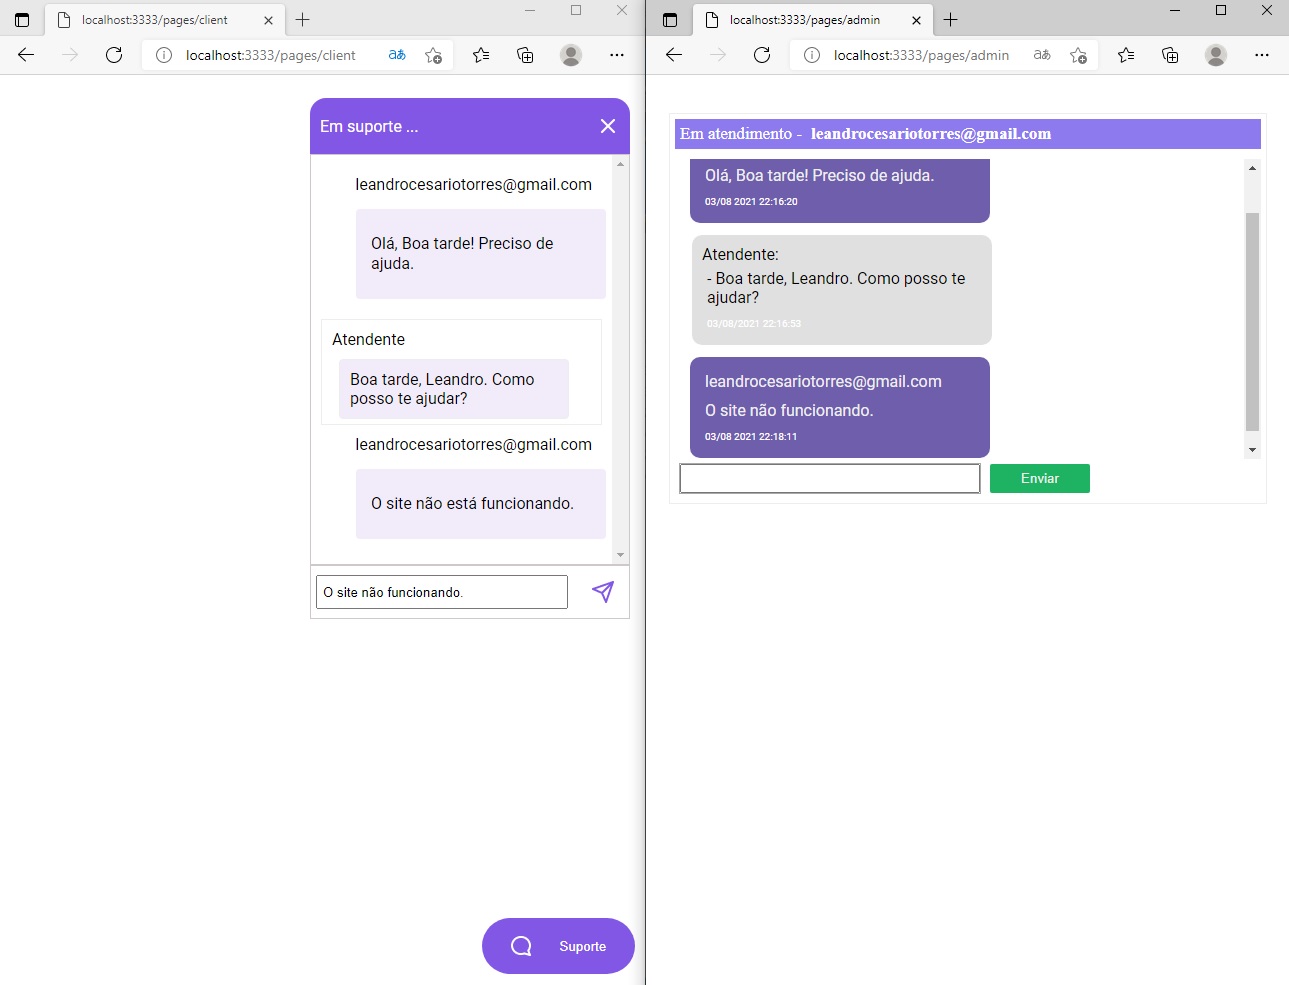 localhost:3333/pages/client
localhost:3333/pages/client
aあ
Em suporte ...
leandrocesariotorres@gmail.com
Olá, Boa tarde! Preciso de
ajuda.
Atendente
Boa tarde, Leandro. Como
posso te ajudar?
leandrocesariotorres@gmail.com
O site não está funcionando.
O site não funcionando.
Suporte
localhost:3333/pages/admin
localhost:3333/pages/admin
aあ
Em atendimento - leandrocesariotorres@gmail.com
Olá, Boa tarde! Preciso de ajuda.
03/08 2021 22:16:20
Atendente:
- Boa tarde, Leandro. Como posso te
ajudar?
03/08/2021 22:16:53
leandrocesariotorres@gmail.com
O site não funcionando.
03/08 2021 22:18:11
Enviar